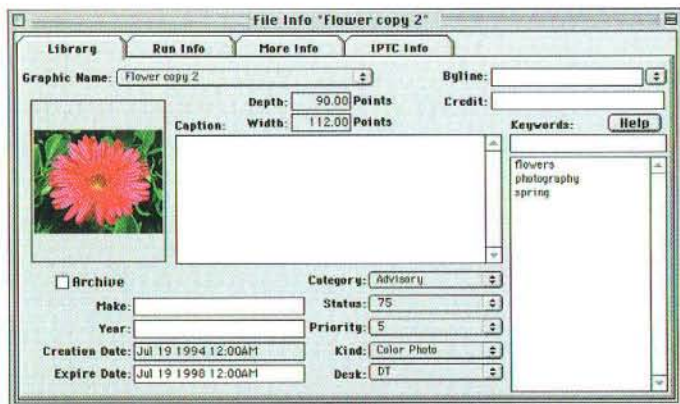 File Info "Flower copy 2"
Library Run Info More Info IPTC Info
Graphic Name: Flower copy 2 Byline:
Depth: 90.00 Points Credit:
Caption: Width: 112.00 Points Keywords: Help
flowers
photography
spring
Archive Category: Advisory
Make: Status: 75
Year: Priority: 5
Creation Date: Jul 19 1994 12:00AM Kind: Color Photo
Expire Date: Jul 19 1998 12:00AM Desk: DT